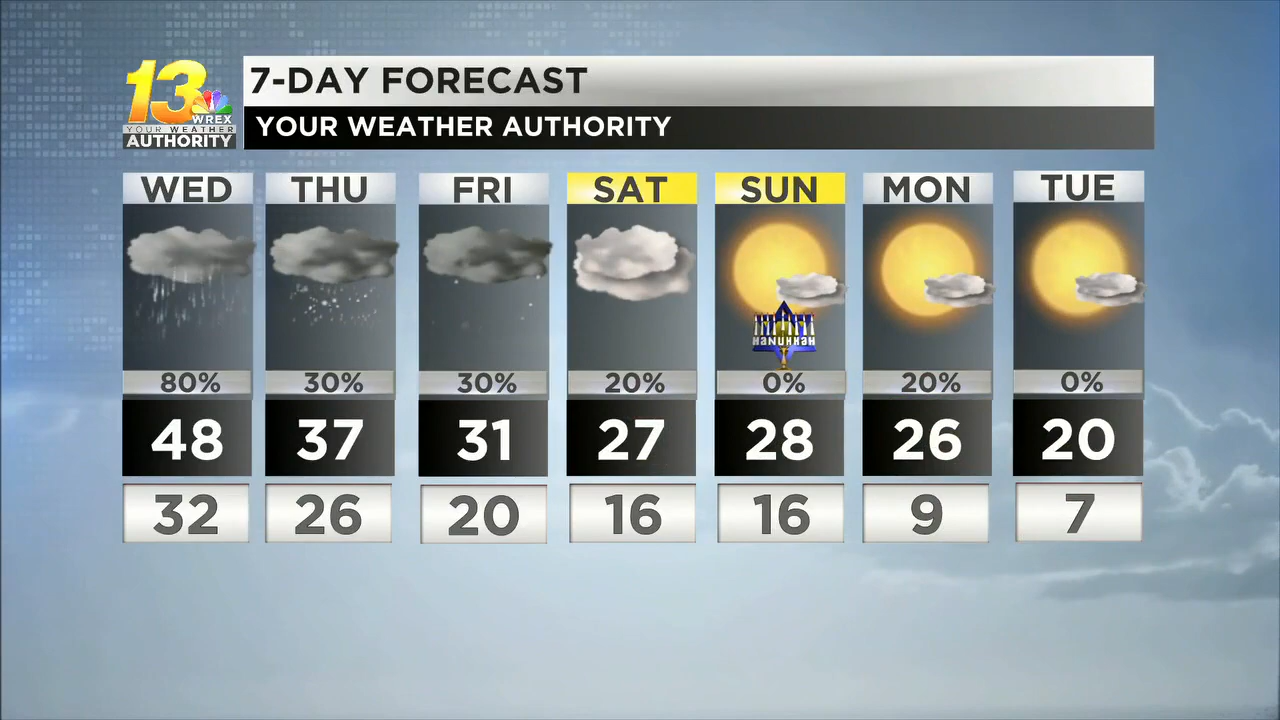 13
WREX
YOUR WEATHER
AUTHORITY
7-DAY FORECAST
YOUR WEATHER AUTHORITY
WED THU FRI SAT SUN MON TUE
HANUKKAH
80% 30% 30% 20% 0% 20% 0%
48 37 31 27 28 26 20
32 26 20 16 16 9 7